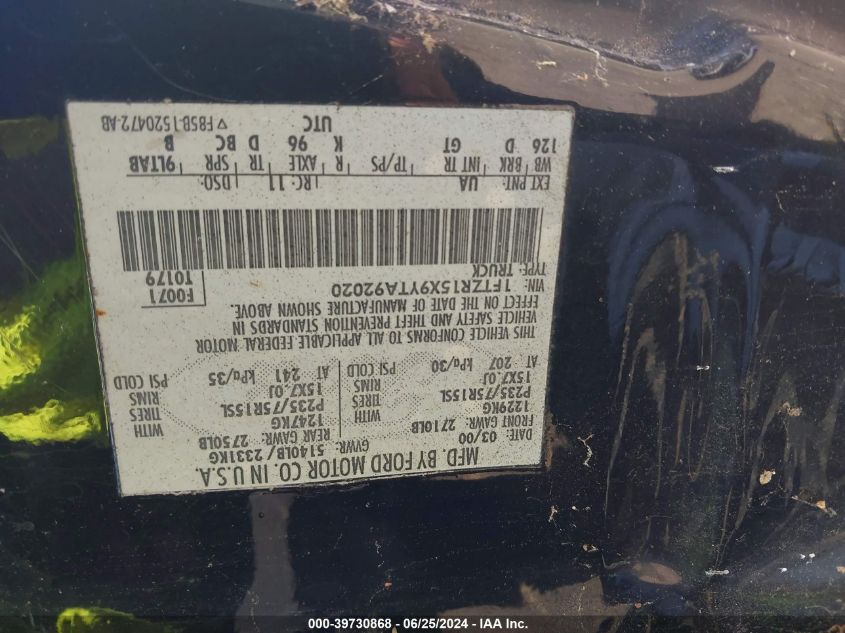 MFD. BY FORD MOTOR CO. IN U.S.A.
DATE: 03/00 GVWR: 5140LB/ 2331KG
FRONT GAWR: 2710LB REAR GAWR: 2750LB
1229KG WITH 1247KG WITH
P235/75R15SL TIRES P235/75R15SL TIRES
15X7.0J RIMS 15X7.0J RIMS
AT 207 kPa/30 PSI COLD AT 241 kPa/35 PSI COLD
THIS VEHICLE CONFORMS TO ALL APPLICABLE FEDERAL MOTOR
VEHICLE SAFETY AND THEFT PREVENTION STANDARDS IN
EFFECT ON THE DATE OF MANUFACTURE SHOWN ABOVE.
VIN: 1FTZR15X9YTA92020 F0071
TYPE: TRUCK T0179
EXT PNT: UA RC: 11 DSO:
WB BRK INT TR TP/PS R AXLE TR SPR 9LTAB
126 D GT K 96 D BC B
UTC ▽ F85B-1520472-AB
000-39730868 - 06/25/2024 - IAA Inc.